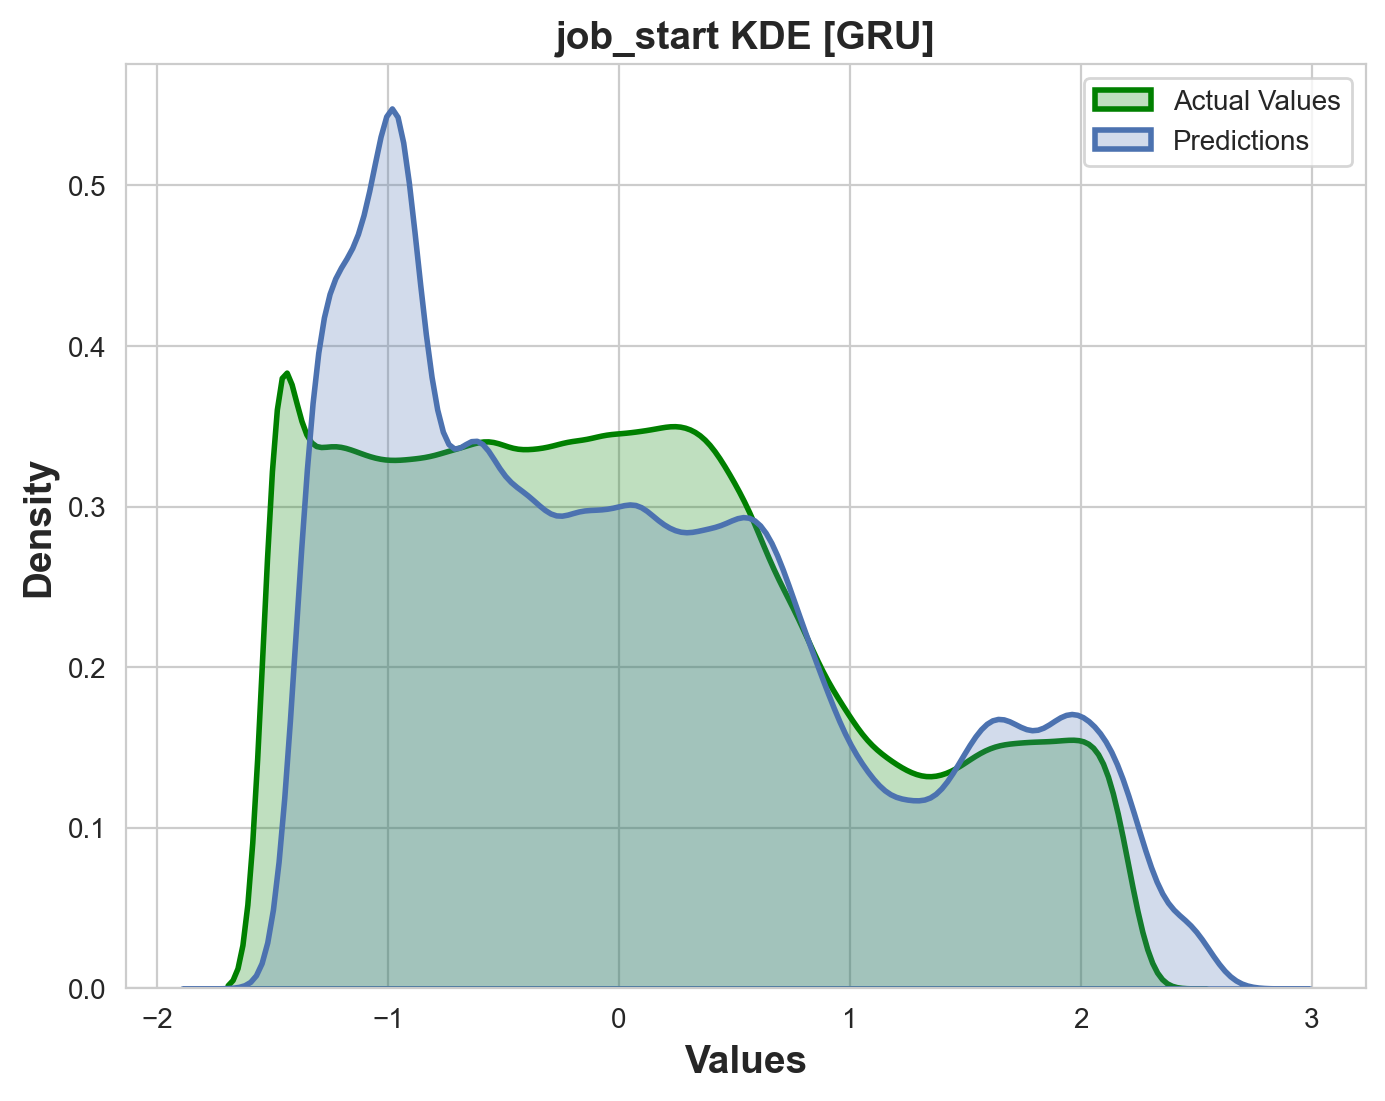 job_start KDE [GRU]
Actual Values
Predictions
0.5
0.4
0.3
0.2
0.1
0.0
Density
−2 −1 0 1 2 3
Values